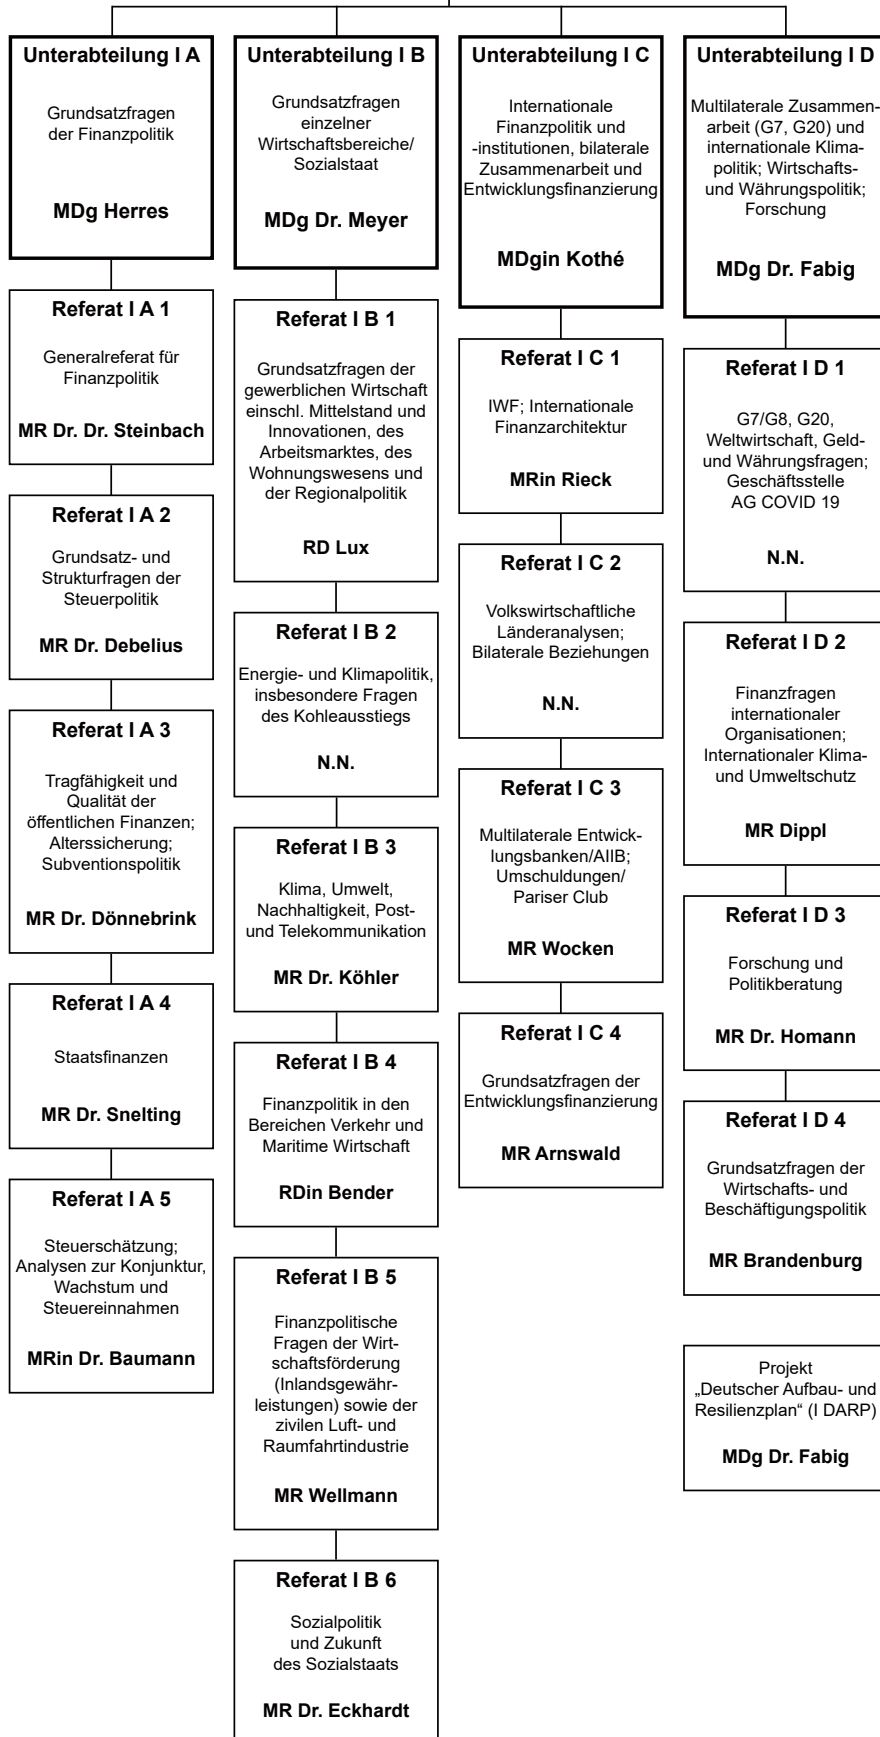 Unterabteilung I A
Grundsatzfragen
der Finanzpolitik
MDg Herres
Referat I A 1
Generalreferat für
Finanzpolitik
MR Dr. Dr. Steinbach
Referat I A 2
Grundsatz- und
Strukturfragen der
Steuerpolitik
MR Dr. Debelius
Referat I A 3
Tragfähigkeit und
Qualität der
öffentlichen Finanzen;
Alterssicherung;
Subventionspolitik
MR Dr. Dönnebrink
Referat I A 4
Staatsfinanzen
MR Dr. Snelting
Referat I A 5
Steuerschätzung;
Analysen zur Konjunktur,
Wachstum und
Steuereinnahmen
MRin Dr. Baumann
Unterabteilung I B
Grundsatzfragen
einzelner
Wirtschaftsbereiche/
Sozialstaat
MDg Dr. Meyer
Referat I B 1
Grundsatzfragen der
gewerblichen Wirtschaft
einschl. Mittelstand und
Innovationen, des
Arbeitsmarktes, des
Wohnungswesens und
der Regionalpolitik
RD Lux
Referat I B 2
Energie- und Klimapolitik,
insbesondere Fragen
des Kohleausstiegs
N.N.
Referat I B 3
Klima, Umwelt,
Nachhaltigkeit, Post-
und Telekommunikation
MR Dr. Köhler
Referat I B 4
Finanzpolitik in den
Bereichen Verkehr und
Maritime Wirtschaft
RDin Bender
Referat I B 5
Finanzpolitische
Fragen der Wirt-
schaftsförderung
(Inlandsgewähr-
leistungen) sowie der
zivilen Luft- und
Raumfahrtindustrie
MR Wellmann
Referat I B 6
Sozialpolitik
und Zukunft
des Sozialstaats
MR Dr. Eckhardt
Unterabteilung I C
Internationale
Finanzpolitik und
-institutionen, bilaterale
Zusammenarbeit und
Entwicklungsfinanzierung
MDgin Kothé
Referat I C 1
IWF; Internationale
Finanzarchitektur
MRin Rieck
Referat I C 2
Volkswirtschaftliche
Länderanalysen;
Bilaterale Beziehungen
N.N.
Referat I C 3
Multilaterale Entwick-
lungsbanken/AIIB;
Umschuldungen/
Pariser Club
MR Wocken
Referat I C 4
Grundsatzfragen der
Entwicklungsfinanzierung
MR Arnswald
Unterabteilung I D
Multilaterale Zusammen-
arbeit (G7, G20) und
internationale Klima-
politik; Wirtschafts-
und Währungspolitik;
Forschung
MDg Dr. Fabig
Referat I D 1
G7/G8, G20,
Weltwirtschaft, Geld-
und Währungsfragen;
Geschäftsstelle
AG COVID 19
N.N.
Referat I D 2
Finanzfragen
internationaler
Organisationen;
Internationaler Klima-
und Umweltschutz
MR Dippl
Referat I D 3
Forschung und
Politikberatung
MR Dr. Homann
Referat I D 4
Grundsatzfragen der
Wirtschafts- und
Beschäftigungspolitik
MR Brandenburg
Projekt
„Deutscher Aufbau- und
Resilienzplan“ (I DARP)
MDg Dr. Fabig